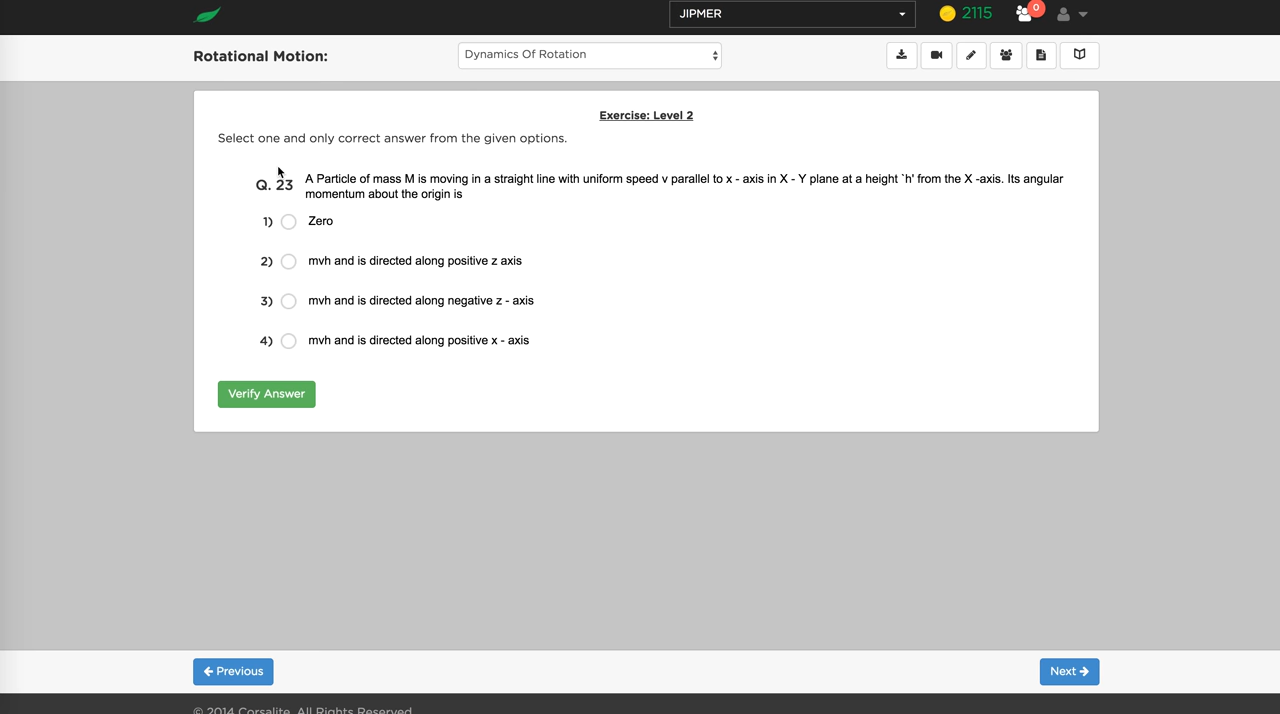 JIPMER
2115
0
Rotational Motion:
Dynamics Of Rotation
Exercise: Level 2
Select one and only correct answer from the given options.
Q. 23
A Particle of mass M is moving in a straight line with uniform speed v parallel to x - axis in X - Y plane at a height `h' from the X -axis. Its angular
momentum about the origin is
1) Zero
2) mvh and is directed along positive z axis
3) mvh and is directed along negative z - axis
4) mvh and is directed along positive x - axis
Verify Answer
Previous
Next
© 2014 Corsalite. All Rights Reserved